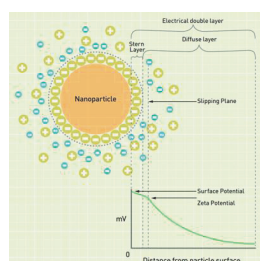 Electrical double layer
Diffuse layer
Stern
Layer
Nanoparticle
Slipping Plane
Surface Potential
Zeta Potential
mV
0
Distance from particle surface